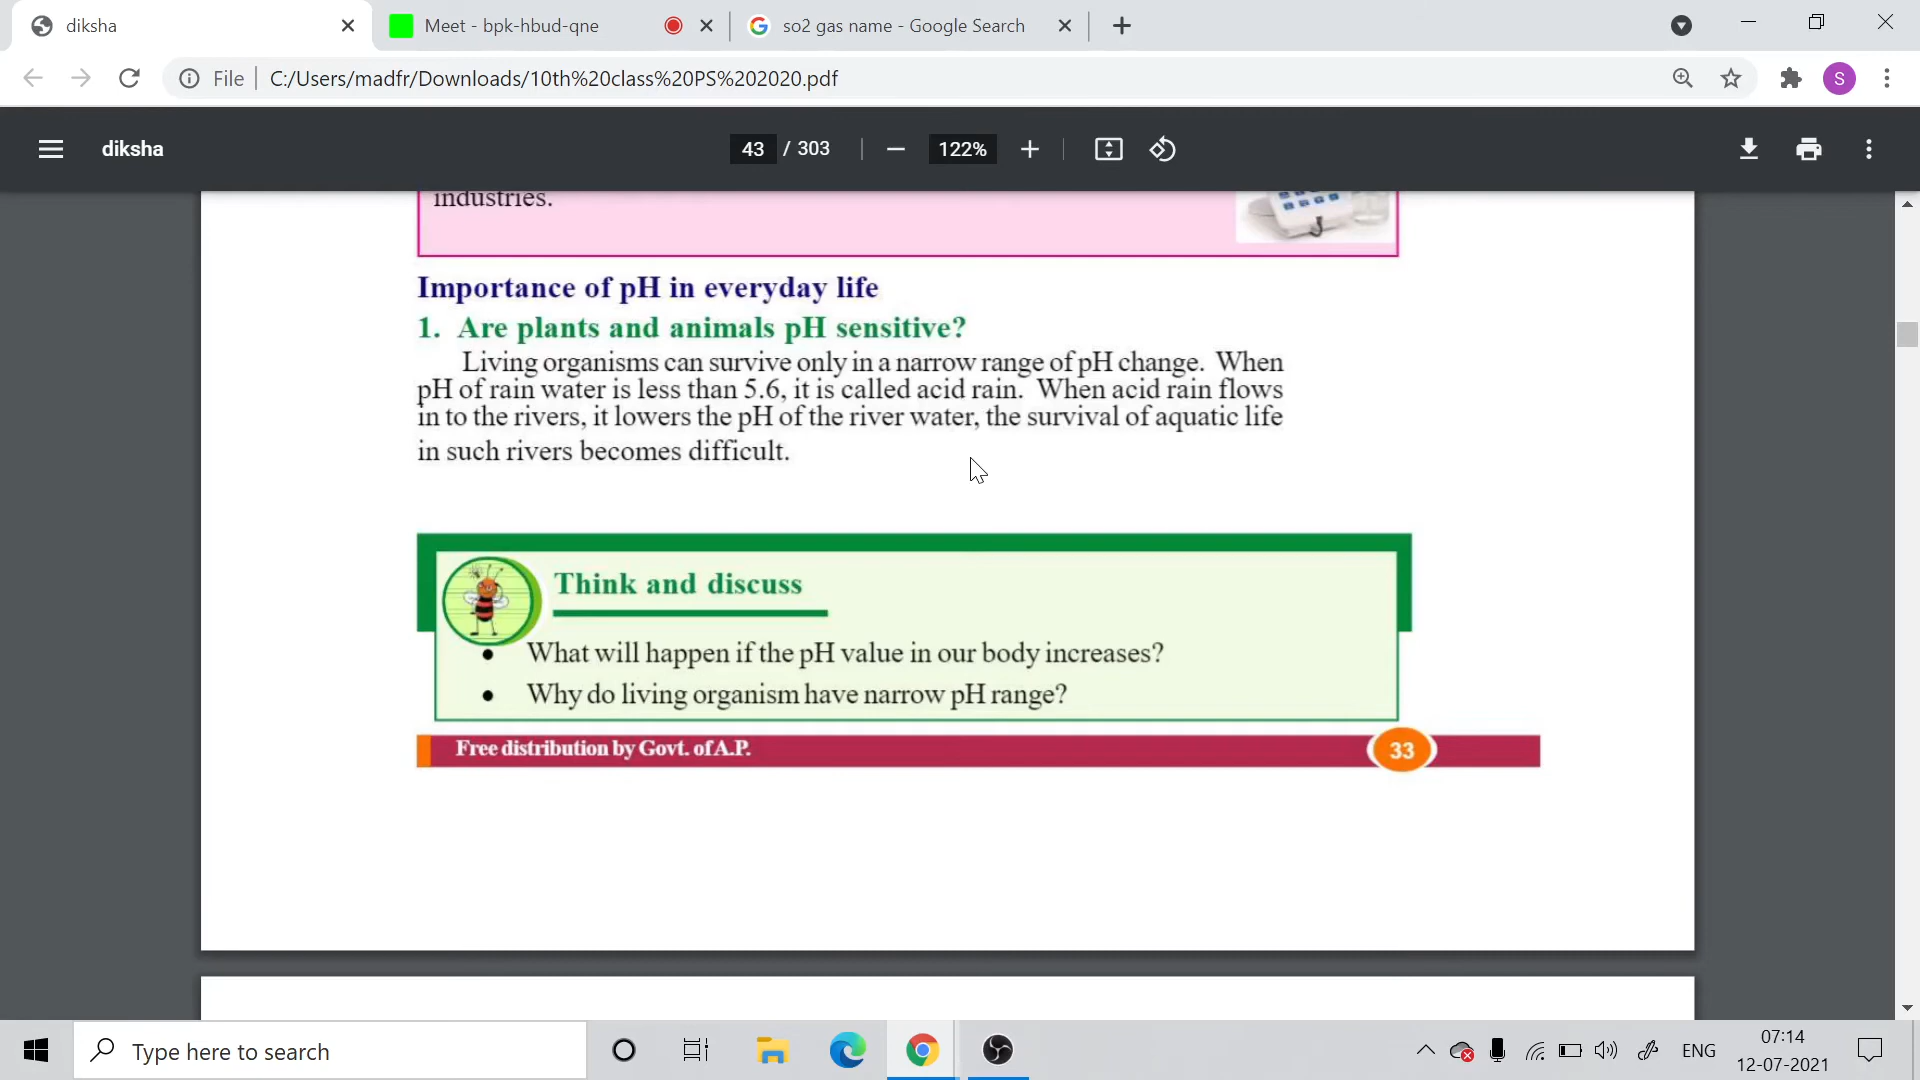 diksha
Meet - bpk-hbud-qne
so2 gas name - Google Search
File
C:/Users/madfr/Downloads/10th%20class%20PS%202020.pdf
S
diksha
43 / 303
122%
industries.
Importance of pH in everyday life
1. Are plants and animals pH sensitive?
Living organisms can survive only in a narrow range of pH change. When
pH of rain water is less than 5.6, it is called acid rain. When acid rain flows
in to the rivers, it lowers the pH of the river water, the survival of aquatic life
in such rivers becomes difficult.
Think and discuss
• What will happen if the pH value in our body increases?
• Why do living organism have narrow pH range?
Free distribution by Govt. of A.P.
33
Type here to search
ENG
07:14
12-07-2021